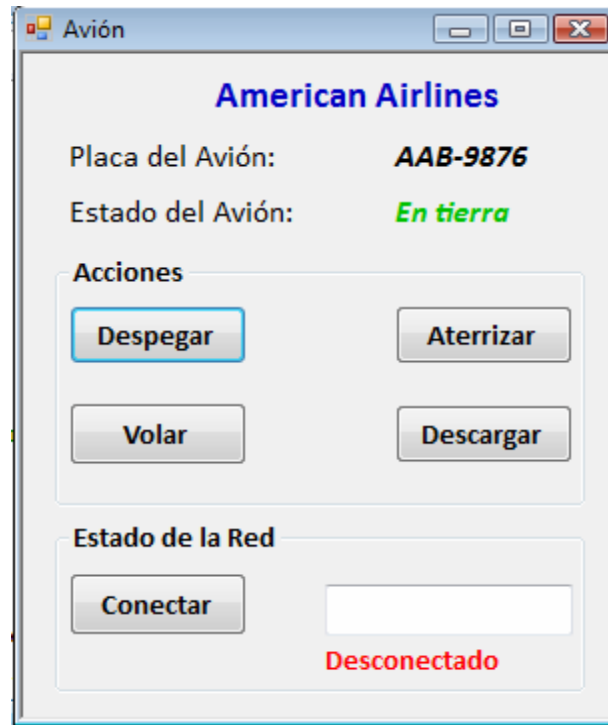 Avión
American Airlines
Placa del Avión: AAB-9876
Estado del Avión: En tierra
Acciones
Despegar Aterrizar
Volar Descargar
Estado de la Red
Conectar
Desconectado